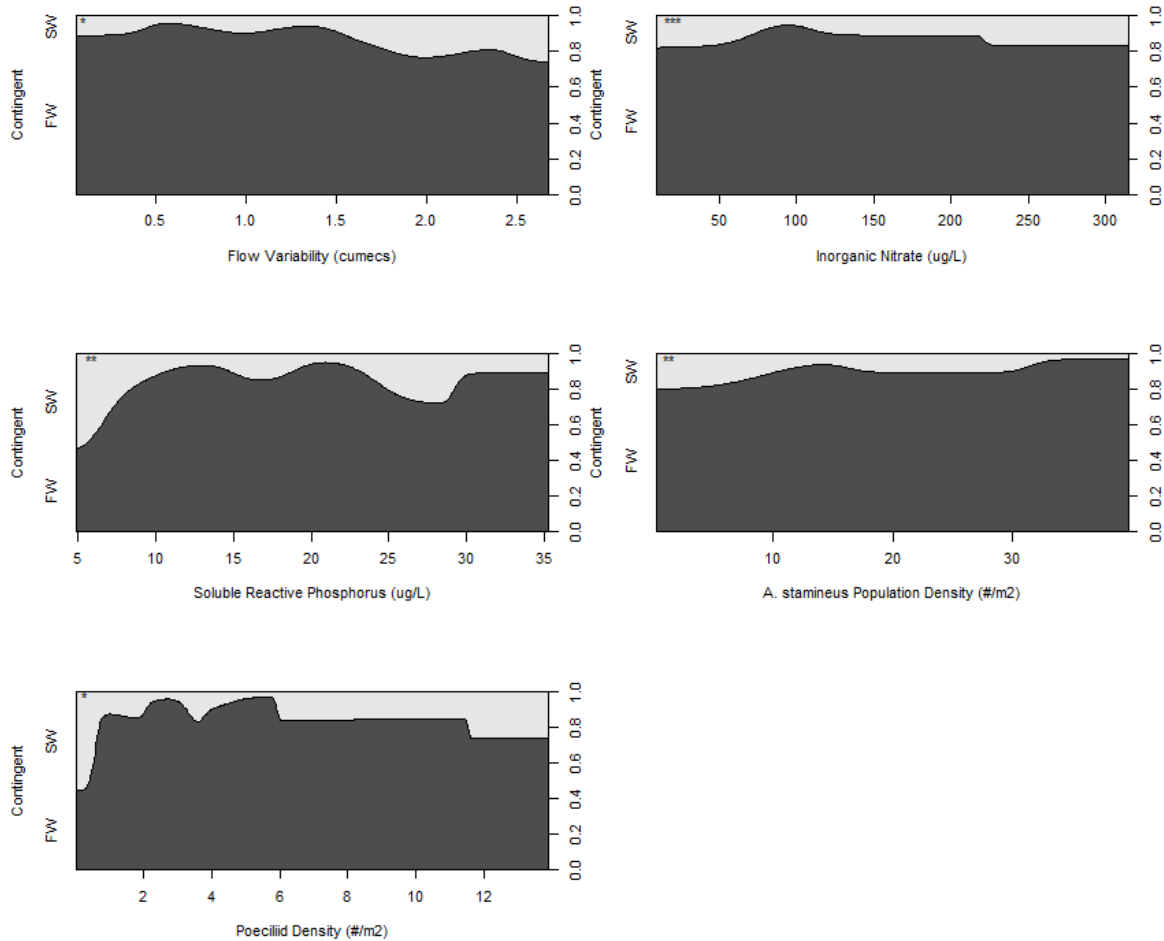 *
SW
FW
Contingent
0.0 0.2 0.4 0.6 0.8 1.0
0.5 1.0 1.5 2.0 2.5
Flow Variability (cumecs)
***
SW
FW
Contingent
0.0 0.2 0.4 0.6 0.8 1.0
50 100 150 200 250 300
Inorganic Nitrate (ug/L)
**
SW
FW
Contingent
0.0 0.2 0.4 0.6 0.8 1.0
5 10 15 20 25 30 35
Soluble Reactive Phosphorus (ug/L)
**
SW
FW
Contingent
0.0 0.2 0.4 0.6 0.8 1.0
10 20 30
A. stamineus Population Density (#/m2)
*
SW
FW
Contingent
0.0 0.2 0.4 0.6 0.8 1.0
2 4 6 8 10 12
Poeciliid Density (#/m2)